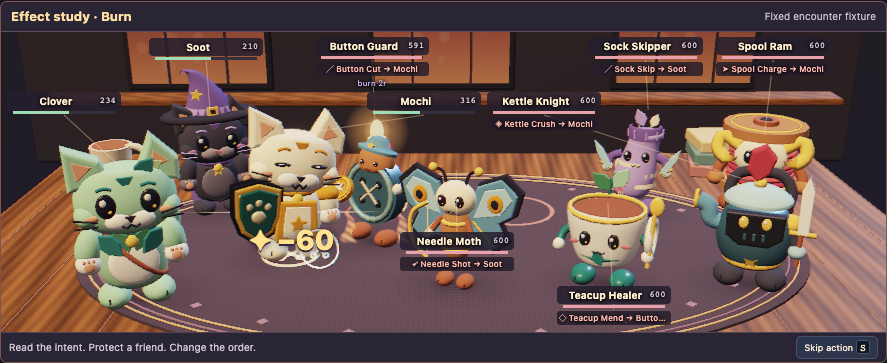 Effect study · Burn
Fixed encounter fixture
Soot 210
Button Guard 591
⟋ Button Cut → Mochi
burn 2r
Sock Skipper 600
⟋ Sock Skip → Soot
Spool Ram 600
➤ Spool Charge → Mochi
Clover 234
Mochi 316
Kettle Knight 600
◈ Kettle Crush → Mochi
✦ −60
Needle Moth 600
➶ Needle Shot → Soot
Teacup Healer 600
◇ Teacup Mend → Butto…
Read the intent. Protect a friend. Change the order.
Skip action S